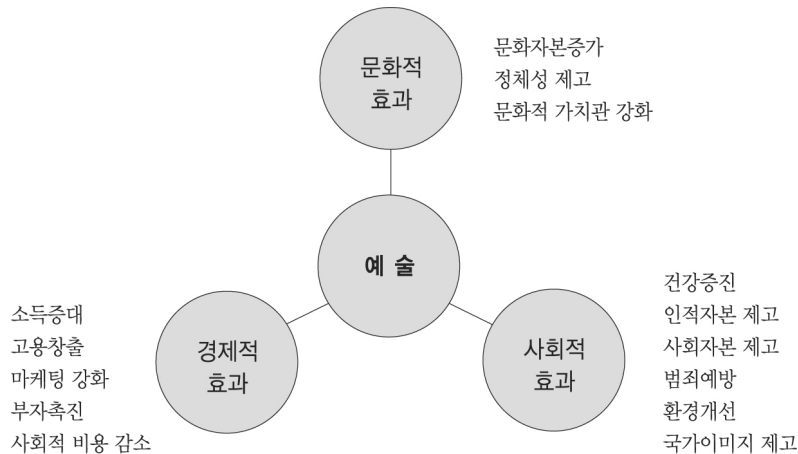 문화적
효과
문화자본증가
정체성 제고
문화적 가치관 강화
예 술
경제적
효과
소득증대
고용창출
마케팅 강화
부자촉진
사회적 비용 감소
사회적
효과
건강증진
인적자본 제고
사회자본 제고
범죄예방
환경개선
국가이미지 제고